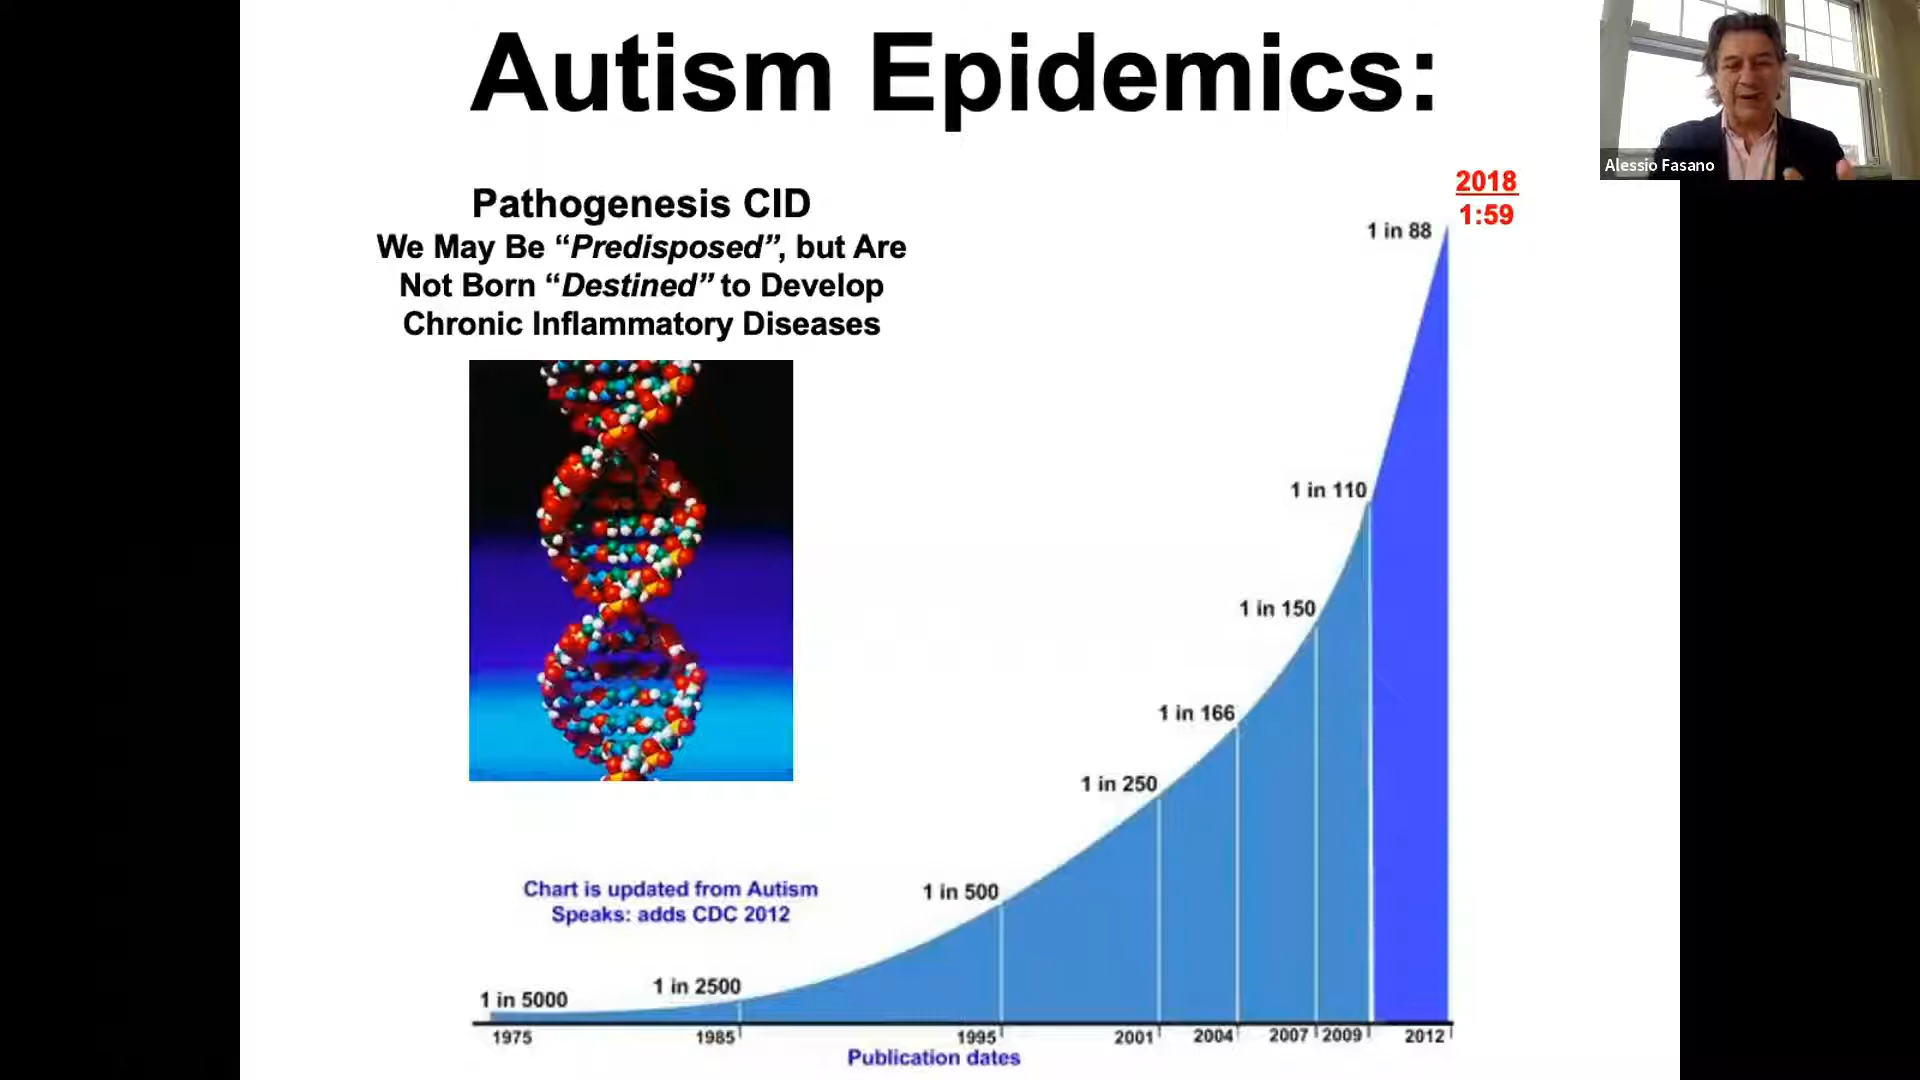 Autism Epidemics:
Alessio Fasano
Pathogenesis CID
We May Be “Predisposed”, but Are
Not Born “Destined” to Develop
Chronic Inflammatory Diseases
2018
1:59
1 in 88
1 in 110
1 in 150
1 in 166
1 in 250
1 in 500
Chart is updated from Autism
Speaks: adds CDC 2012
1 in 2500
1 in 5000
1975 1985 1995 2001 2004 2007 2009 2012
Publication dates